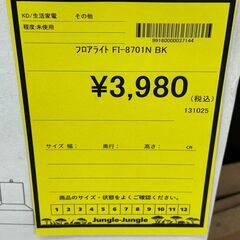 KD/生活家電 その他
程度:未使用
9916000037144
フロアライト FI-8701N BK
¥3,980
(税込)
131025
サイズ 幅: 奥行: 高さ: CM
商品のサイズ・状態をよくご確認ください
1 2 3 4 5 6 7 8 9 10 11 12
Jungle-Jungle